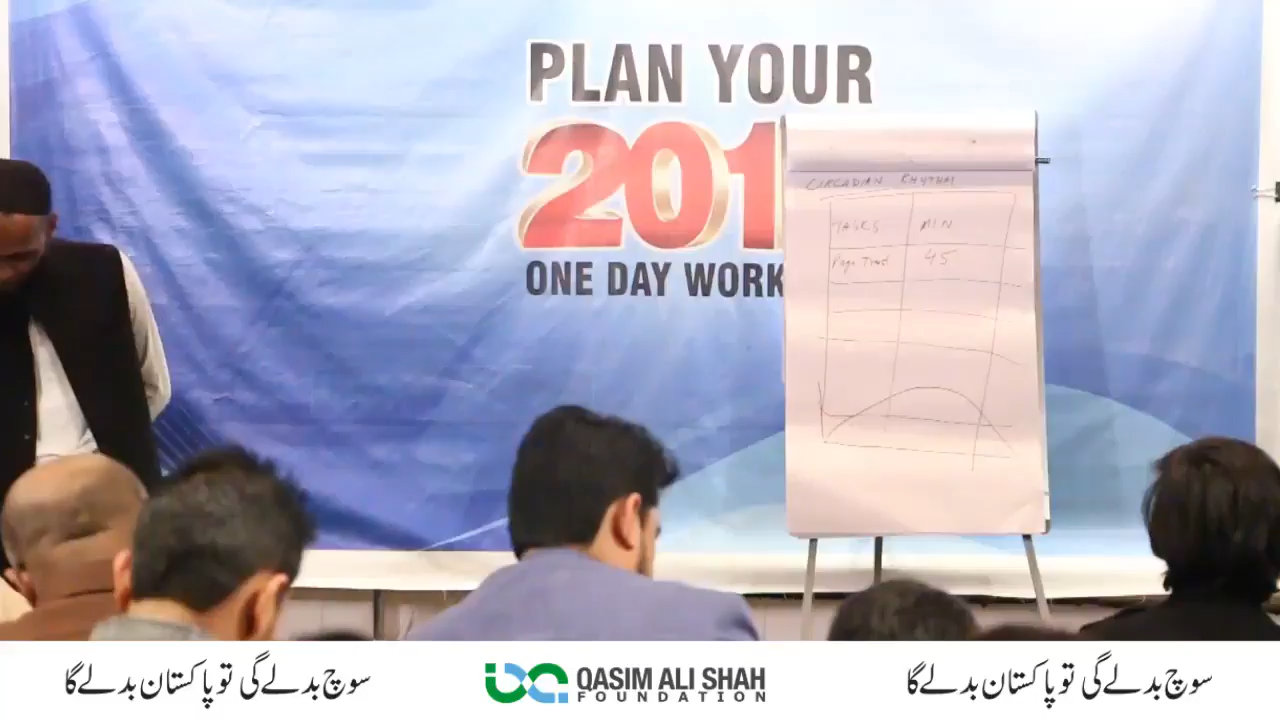 PLAN YOUR
201
ONE DAY WORK
CIRCADIAN RHYTHM
TASKS MIN
Page 45
سوچ بدلے گی تو پاکستان بدلے گا
QASIM ALI SHAH
FOUNDATION
سوچ بدلے گی تو پاکستان بدلے گا